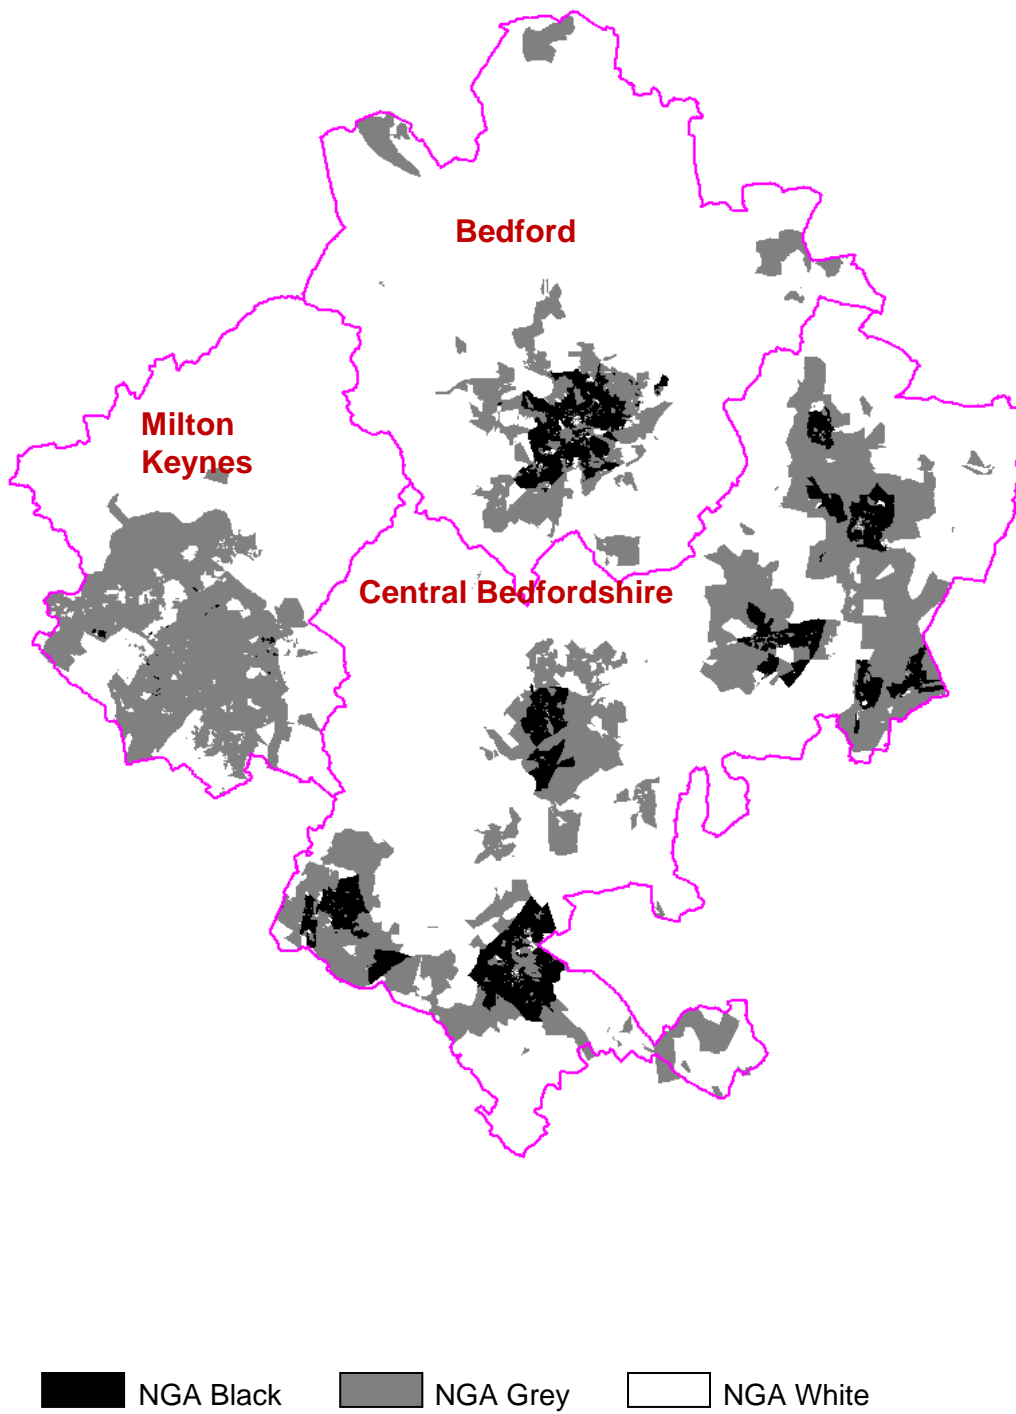 Bedford
Milton
Keynes
Central Bedfordshire
NGA Black
NGA Grey
NGA White